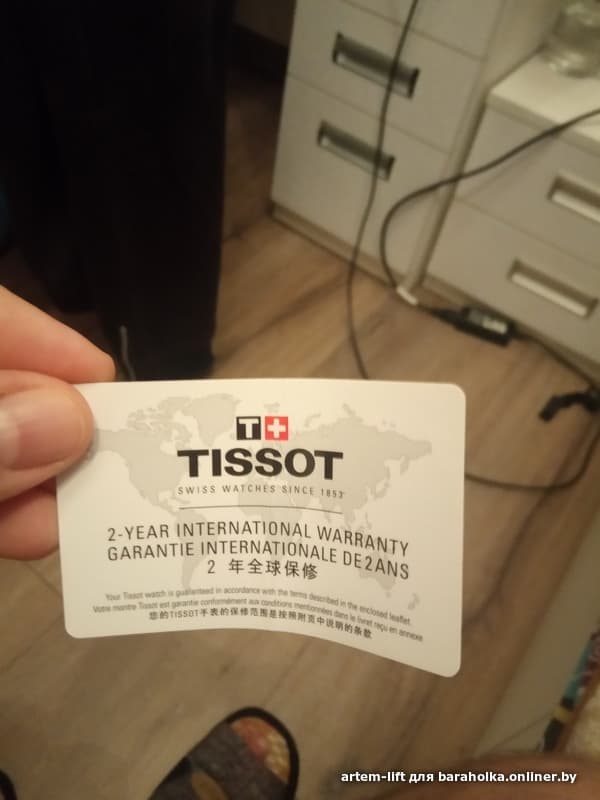 T+
TISSOT
SWISS WATCHES SINCE 1853
2-YEAR INTERNATIONAL WARRANTY
GARANTIE INTERNATIONALE DE 2 ANS
2 年全球保修
Your Tissot watch is guaranteed in accordance with the terms described in the enclosed leaflet.
Votre montre Tissot est garantie conformément aux conditions mentionnées dans le livret reçu en annexe
您的TISSOT手表的保修范围是按照附页中说明的条款
artem-lift для baraholka.onliner.by